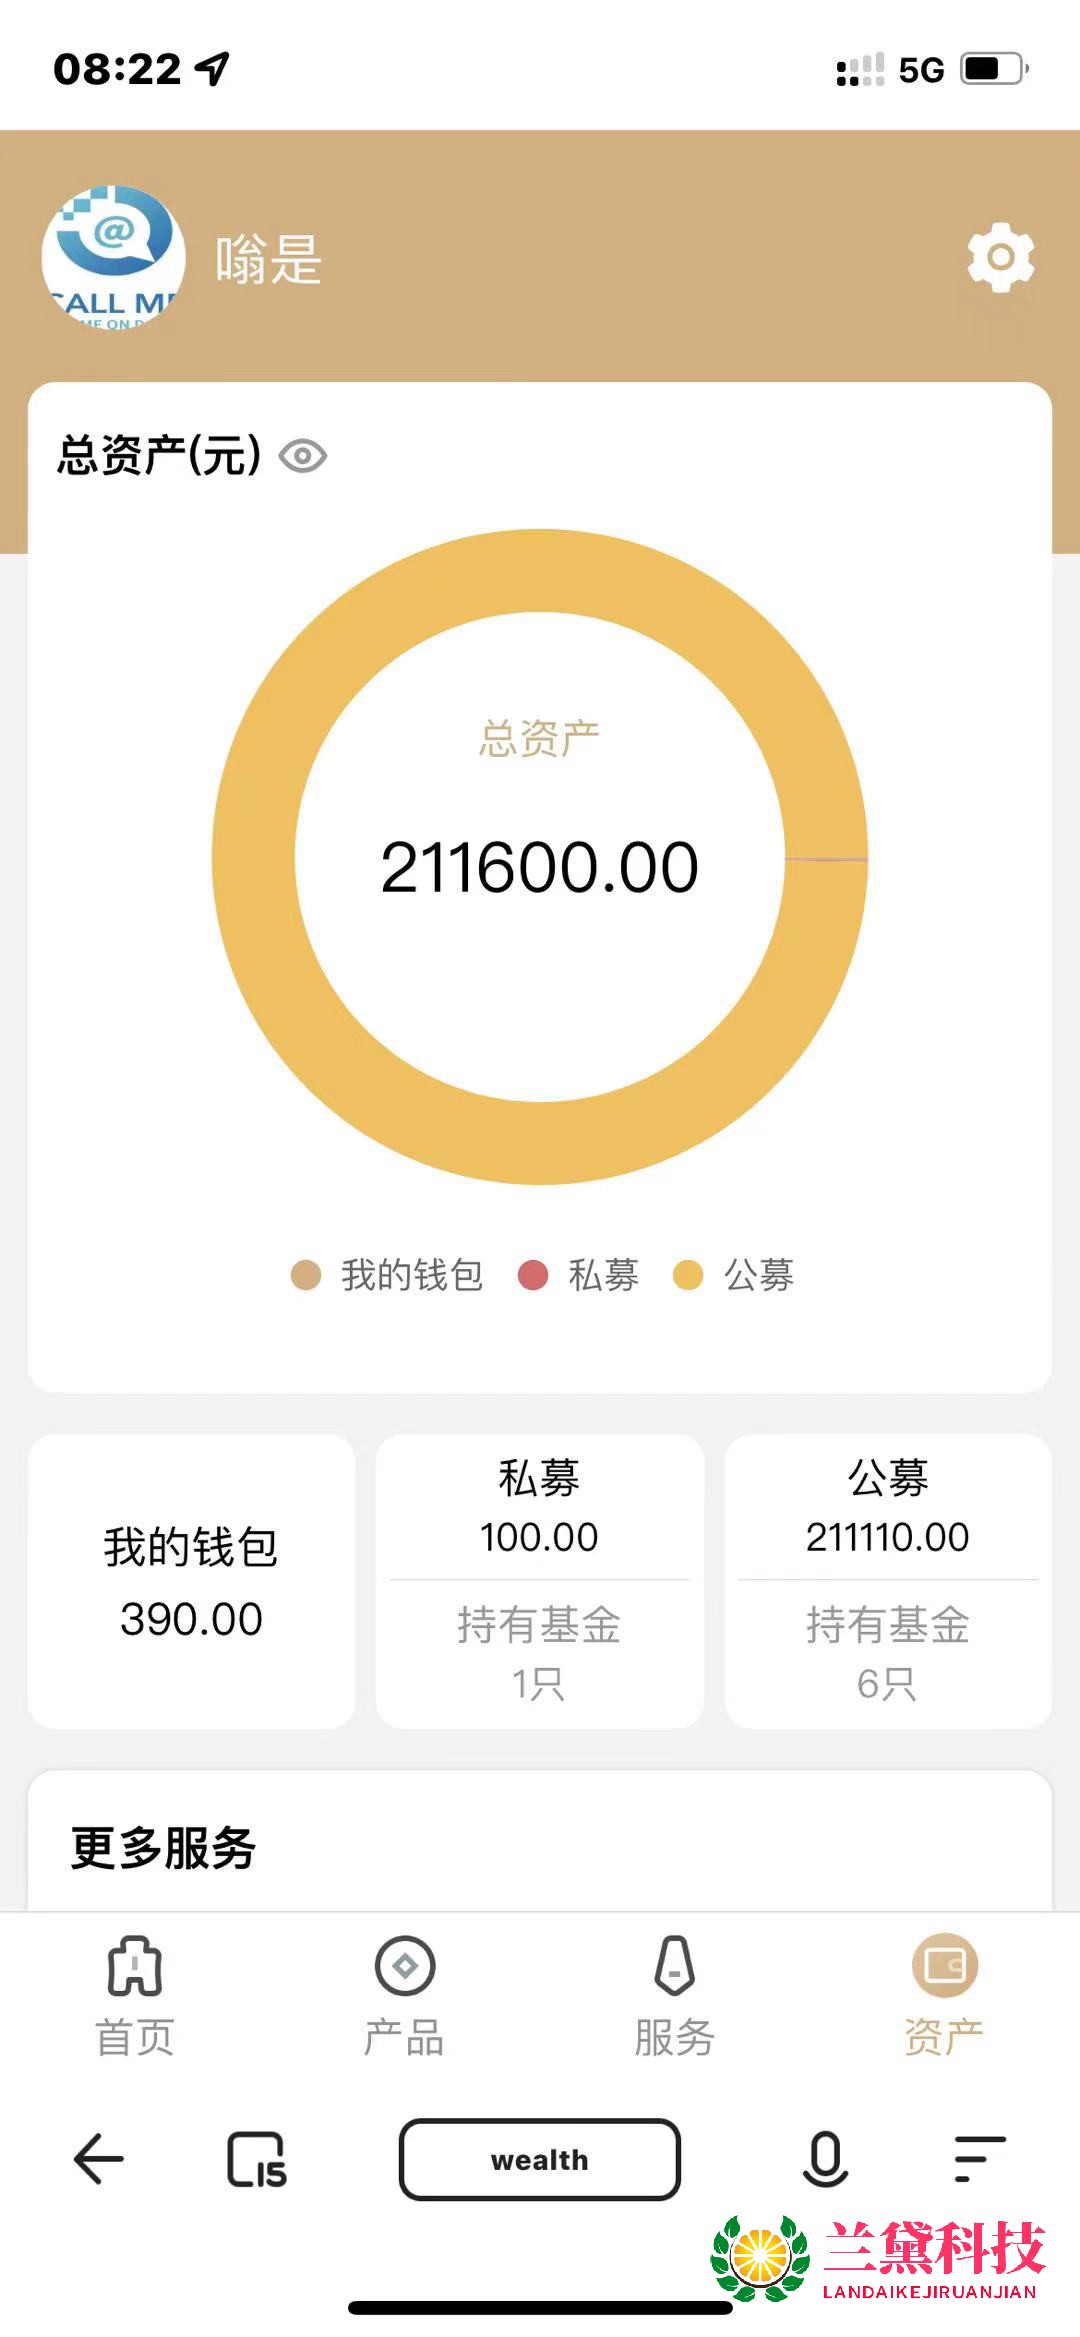 08:22
5G
@
CALL ME
ME ON D
嗡是
总资产(元)
总资产
211600.00
我的钱包 私募 公募
我的钱包
390.00
私募
100.00
持有基金
1只
公募
211110.00
持有基金
6只
更多服务
首页 产品 服务 资产
15
wealth
兰黛科技
LANDAIKEJIRUANJIAN